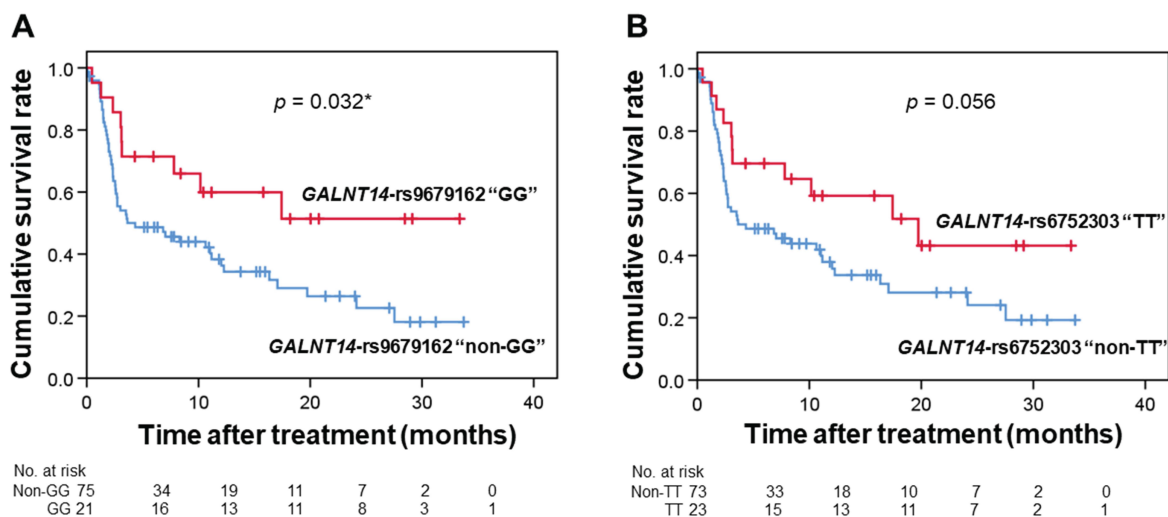 A
Cumulative survival rate
1.0
0.8
0.6
0.4
0.2
0.0
p = 0.032*
GALNT14-rs9679162 “GG”
GALNT14-rs9679162 “non-GG”
0 10 20 30 40
Time after treatment (months)
No. at risk
Non-GG 75 34 19 11 7 2 0
GG 21 16 13 11 8 3 1
B
Cumulative survival rate
1.0
0.8
0.6
0.4
0.2
0.0
p = 0.056
GALNT14-rs6752303 “TT”
GALNT14-rs6752303 “non-TT”
0 10 20 30 40
Time after treatment (months)
No. at risk
Non-TT 73 33 18 10 7 2 0
TT 23 15 13 11 7 2 1